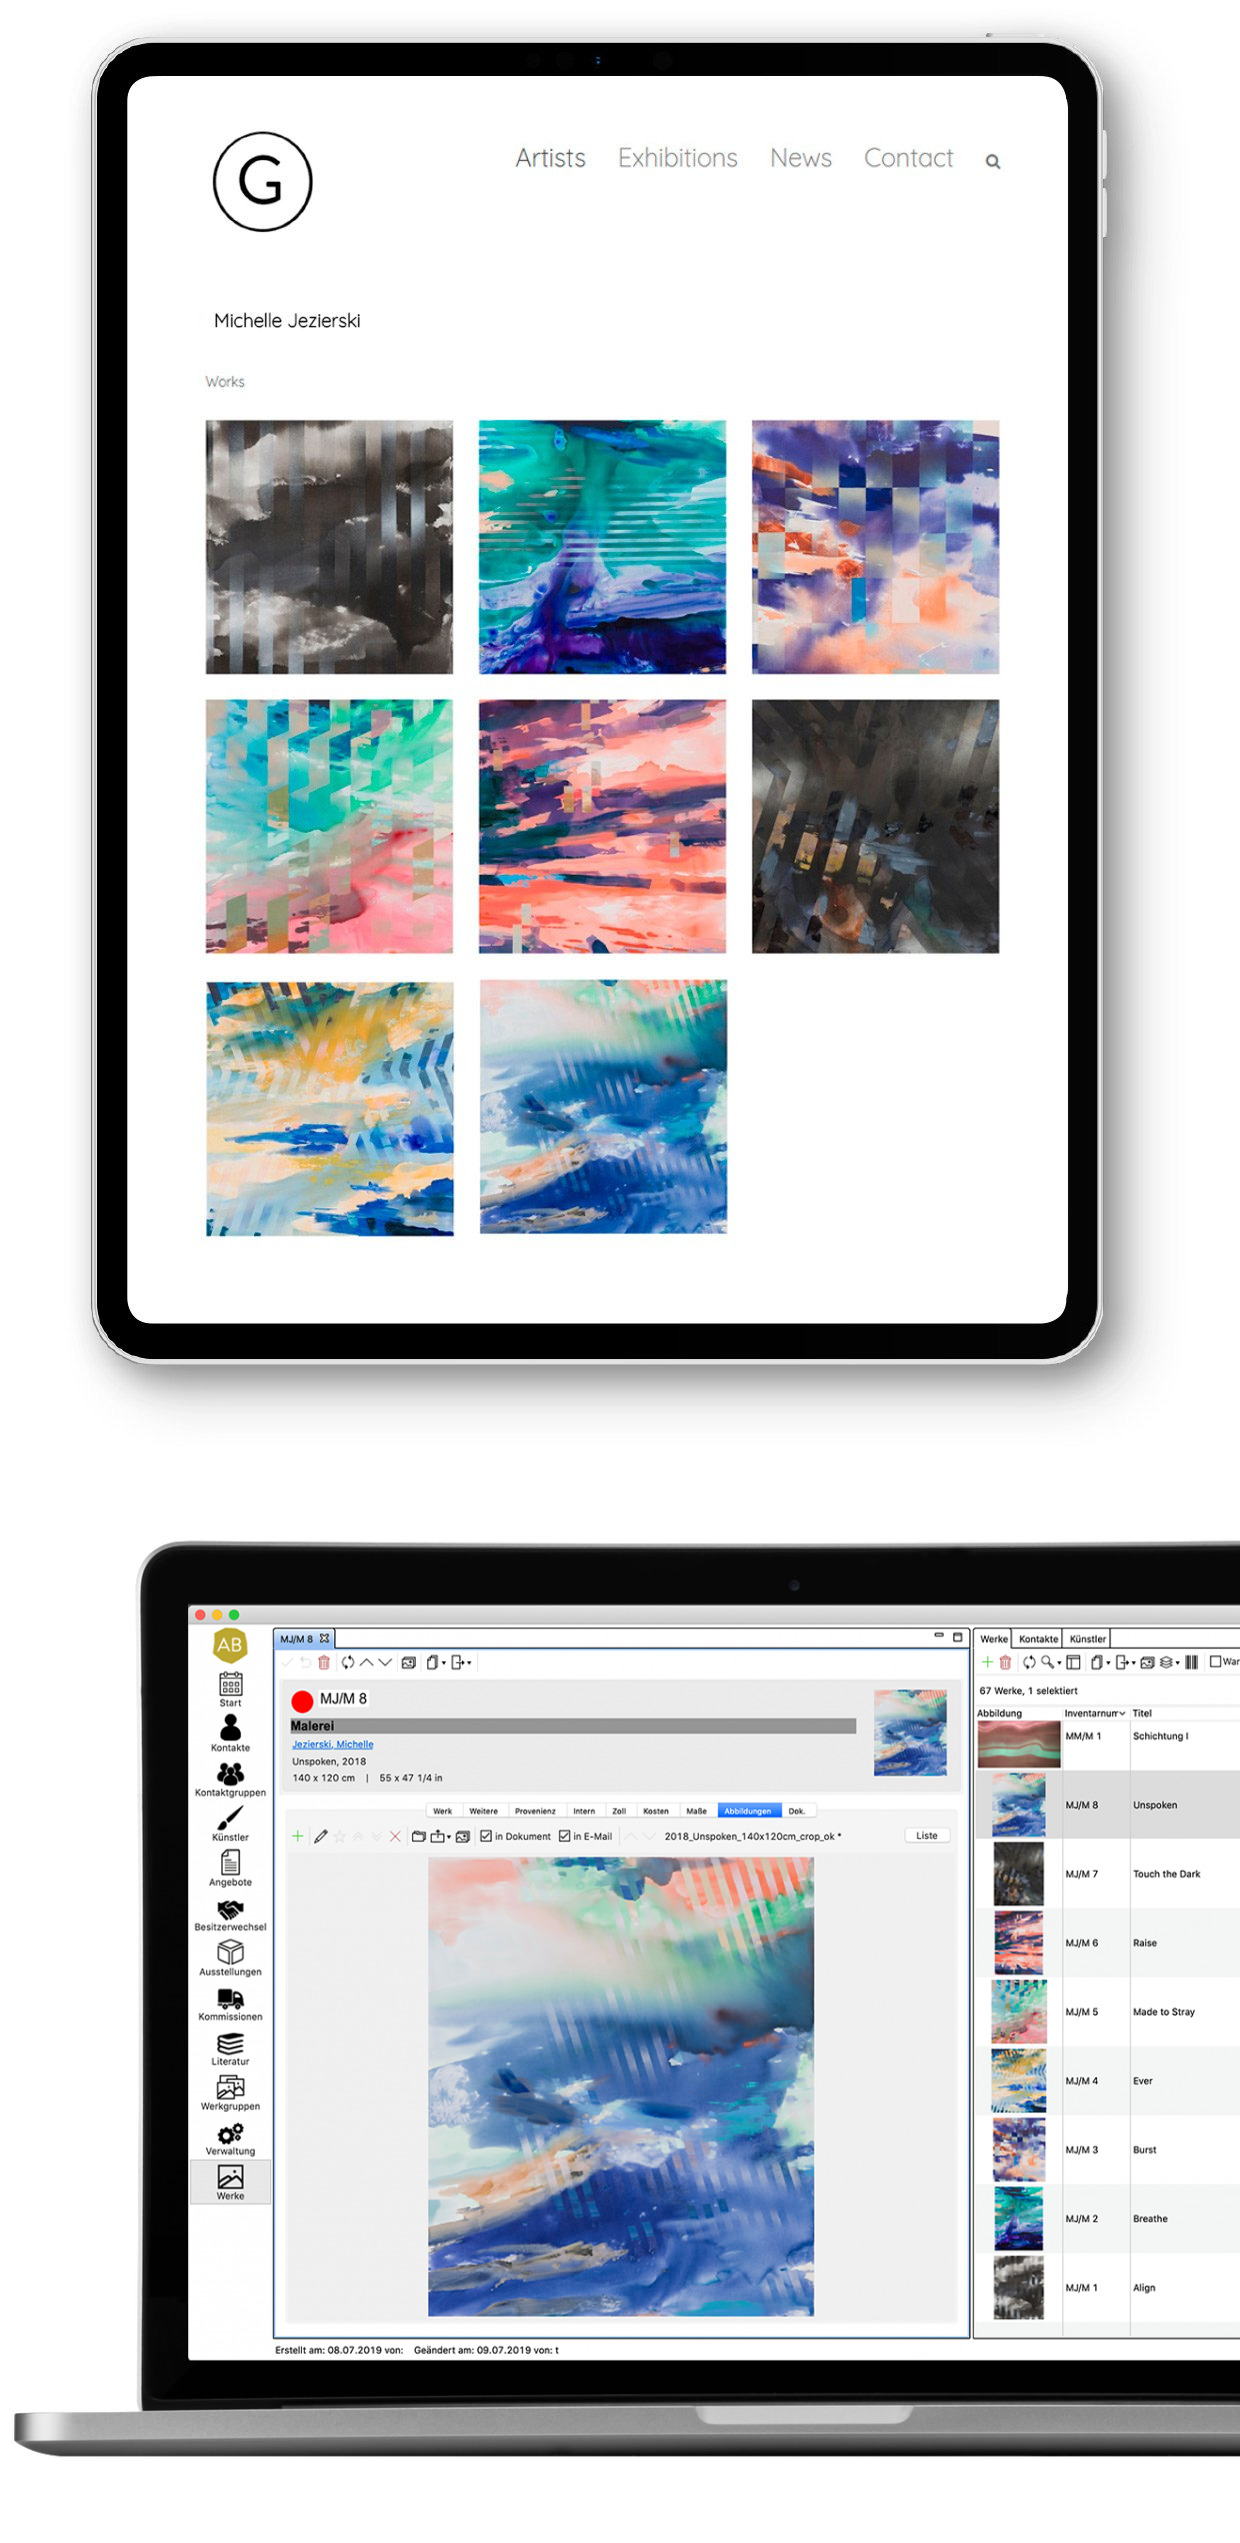 G
Artists Exhibitions News Contact
Michelle Jezierski
Works
AB
Start
Kontakte
Kontaktgruppen
Künstler
Angebote
Besitzerwechsel
Ausstellungen
Kommissionen
Literatur
Werkgruppen
Verwaltung
Werke
MJ/M 8
MJ/M 8
Malerei
Jezierski, Michelle
Unspoken, 2018
140 x 120 cm | 55 x 47 1/4 in
Werk Weitere Provenienz Intern Zoll Kosten Maße Abbildungen Dok.
in Dokument in E-Mail 2018_Unspoken_140x120cm_crop_ok * Liste
Erstellt am: 08.07.2019 von: Geändert am: 09.07.2019 von: t
Werke Kontakte Künstler
War
67 Werke, 1 selektiert
Abbildung Inventarnum Titel
MM/M 1 Schichtung I
MJ/M 8 Unspoken
MJ/M 7 Touch the Dark
MJ/M 6 Raise
MJ/M 5 Made to Stray
MJ/M 4 Ever
MJ/M 3 Burst
MJ/M 2 Breathe
MJ/M 1 Align